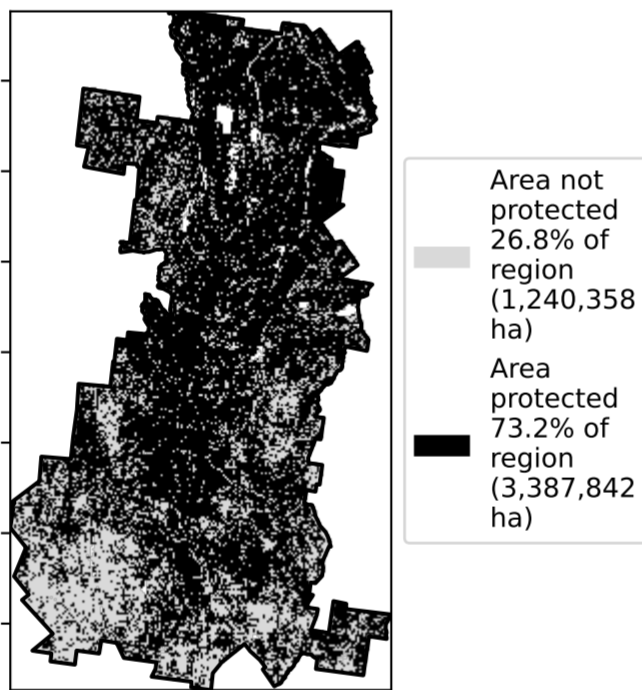 Area not
protected
26.8% of
region
(1,240,358
ha)
Area
protected
73.2% of
region
(3,387,842
ha)